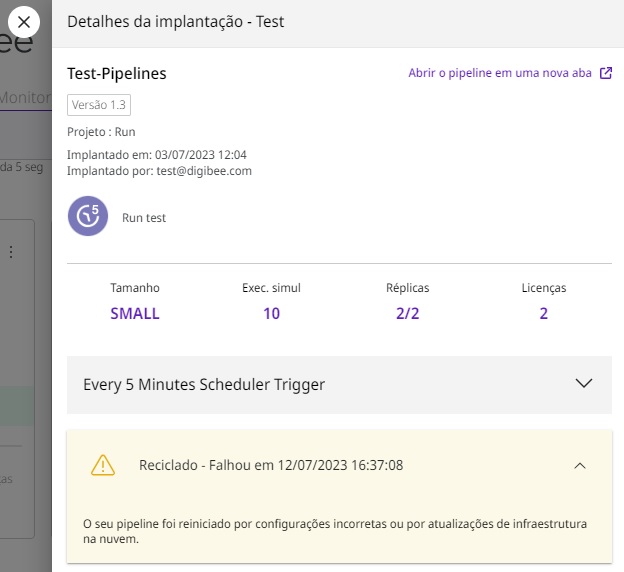 Detalhes da implantação - Test
ee
Monitor
da 5 seg
Test-Pipelines
Abrir o pipeline em uma nova aba
Versão 1.3
Projeto : Run
Implantado em: 03/07/2023 12:04
Implantado por: test@digibee.com
5
Run test
Tamanho Exec. simul Réplicas Licenças
SMALL 10 2/2 2
Every 5 Minutes Scheduler Trigger
Reciclado - Falhou em 12/07/2023 16:37:08
as
O seu pipeline foi reiniciado por configurações incorretas ou por atualizações de infraestrutura
na nuvem.